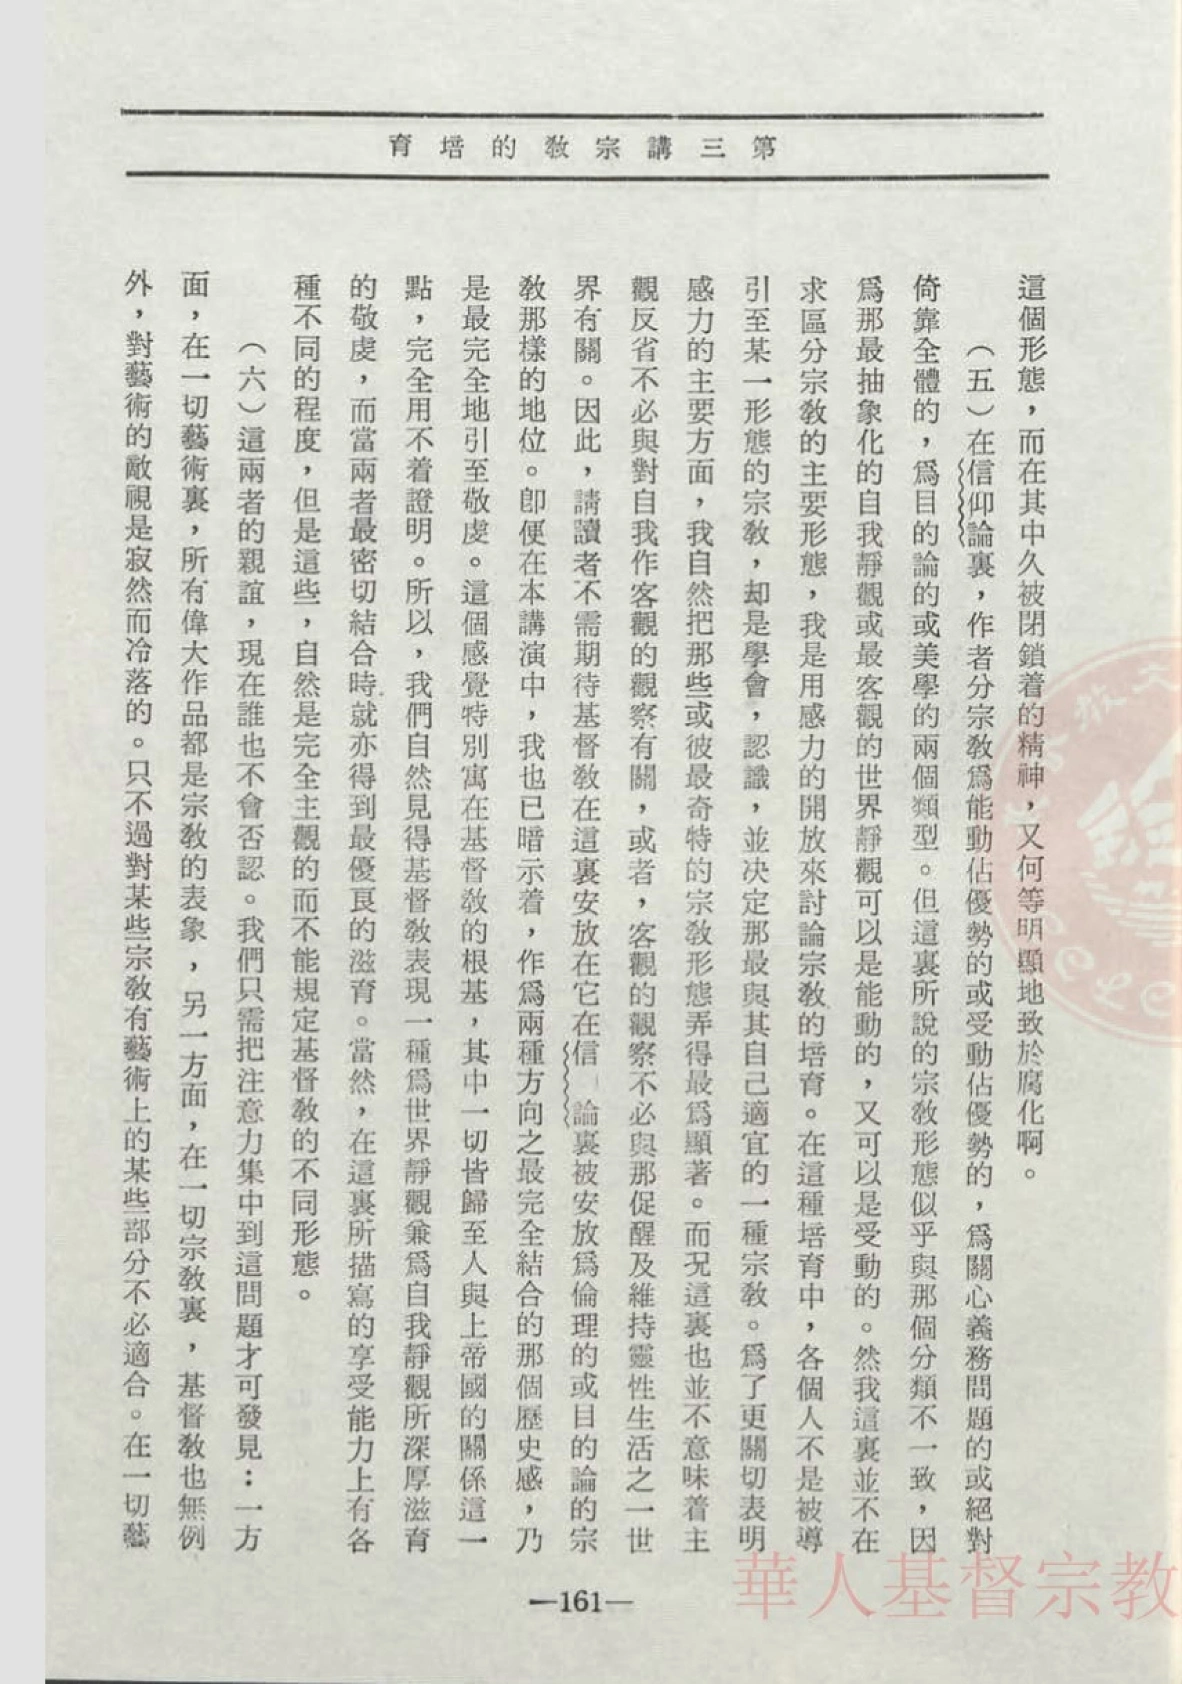 第三講宗教的培育
這個形態，而在其中久被閉鎖着的精神，又何等明顯地致於腐化啊。
（五）在信仰論裏，作者分宗教爲能動佔優勢的或受動佔優勢的，爲關心義務問題的或絕對
倚靠全體的，爲目的論的或美學的兩個類型。但這裏所說的宗教形態似乎與那個分類不一致，因
爲那最抽象化的自我靜觀或最客觀的世界靜觀可以是能動的，又可以是受動的。然我這裏並不在
求區分宗教的主要形態，我是用感力的開放來討論宗教的培育。在這種培育中，各個人不是被導
引至某一形態的宗教，却是學會，認識，並决定那最與其自己適宜的一種宗教。爲了更關切表明
感力的主要方面，我自然把那些或彼最奇特的宗教形態弄得最爲顯著。而况這裏也並不意味着主
觀反省不必與對自我作客觀的觀察有關，或者，客觀的觀察不必與那促醒及維持靈性生活之一世
界有關。因此，請讀者不需期待基督教在這裏安放在它在信 論裏被安放爲倫理的或目的論的宗
教那樣的地位。卽便在本講演中，我也已暗示着，作爲兩種方向之最完全結合的那個歷史感，乃
是最完全地引至敬虔。這個感覺特別寓在基督教的根基，其中一切皆歸至人與上帝國的關係這一
點，完全用不着證明。所以，我們自然見得基督教表現一種爲世界靜觀兼爲自我靜觀所深厚滋育
的敬虔，而當兩者最密切結合時就亦得到最優良的滋育。當然，在這裏所描寫的享受能力上有各
種不同的程度，但是這些，自然是完全主觀的而不能規定基督教的不同形態。
（六）這兩者的親誼，現在誰也不會否認。我們只需把注意力集中到這問題才可發見：一方
面，在一切藝術裏，所有偉大作品都是宗教的表象，另一方面，在一切宗教裏，基督教也無例
外，對藝術的敵視是寂然而冷落的。只不過對某些宗教有藝術上的某些部分不必適合。在一切藝
—161—
華人基督宗教